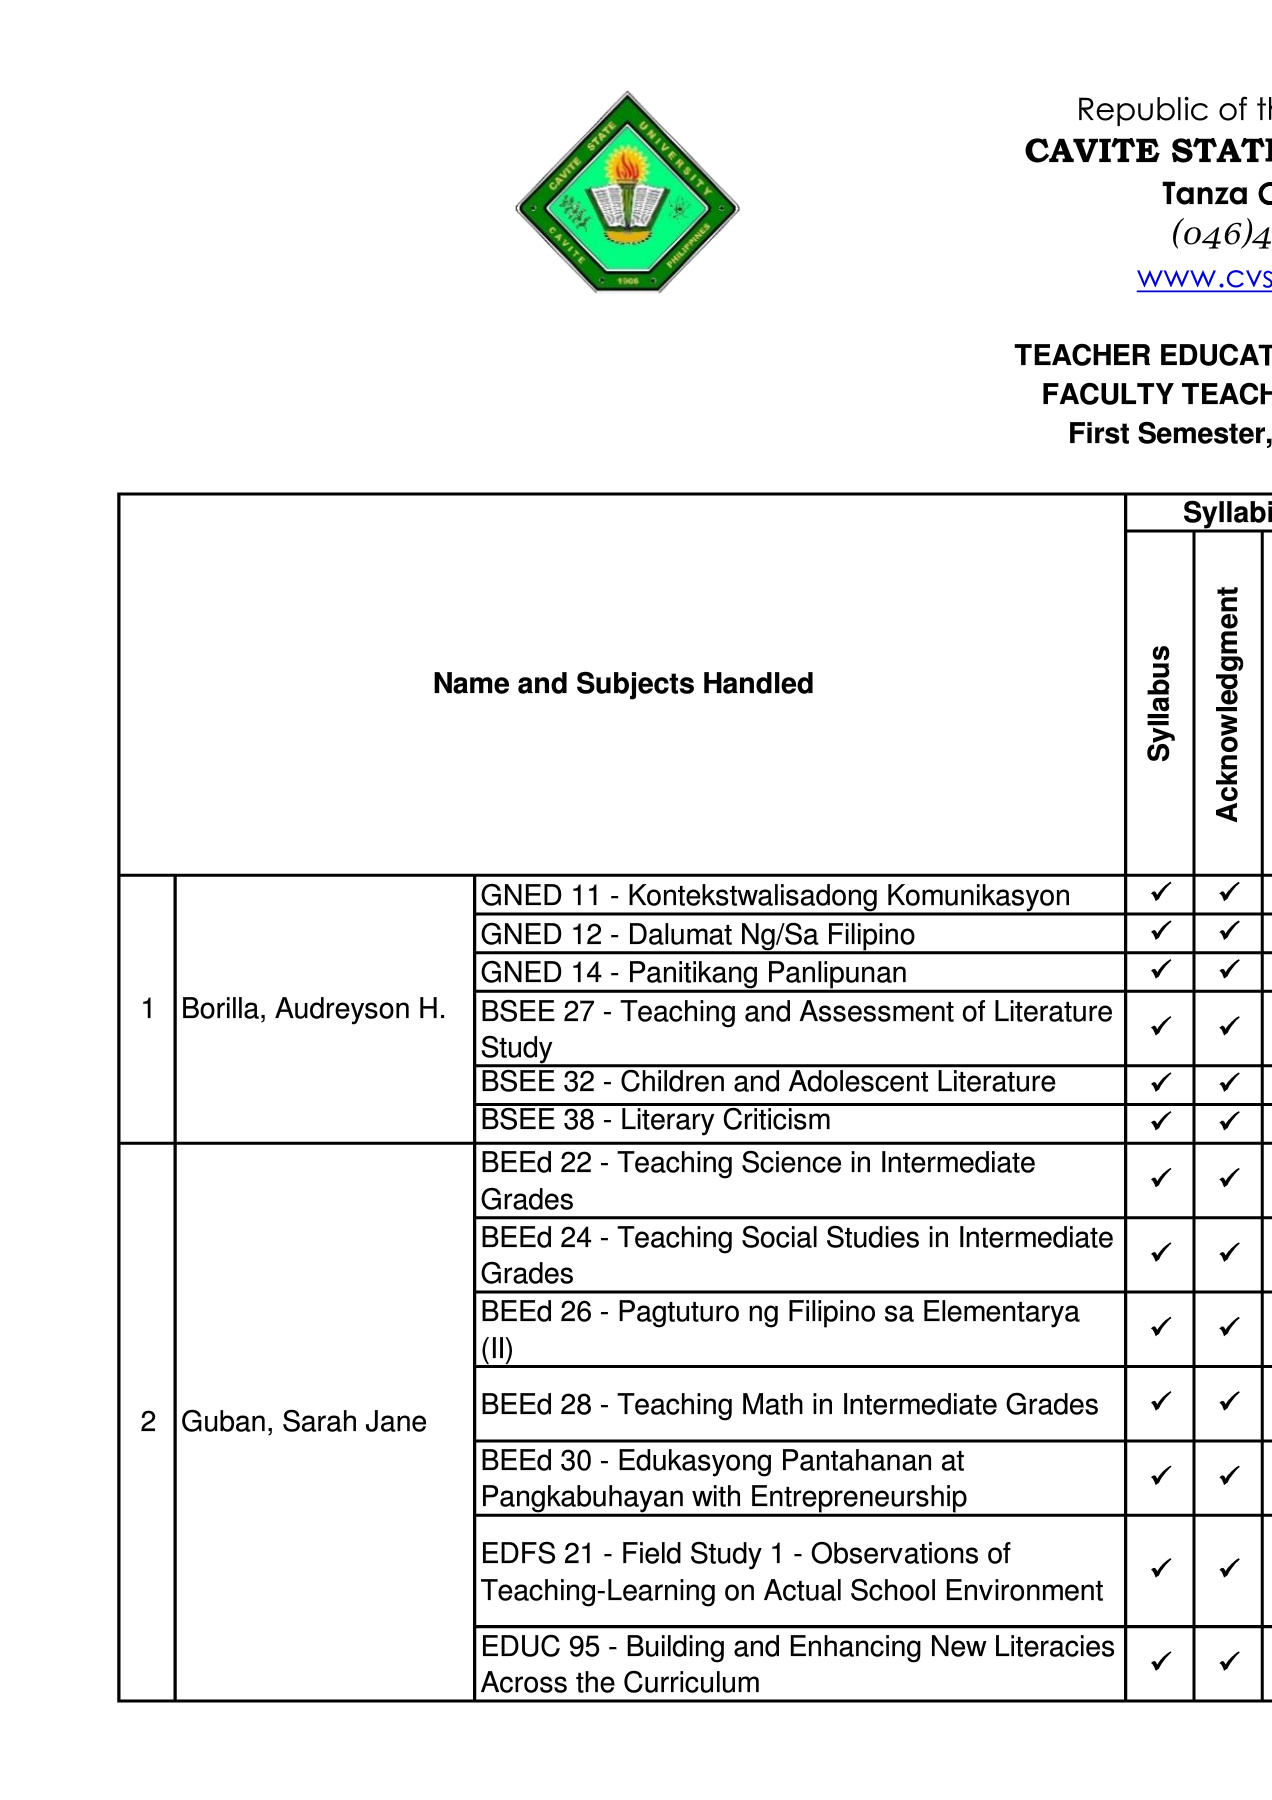 CAVITE STATE UNIVERSITY
CAVITE PHILIPPINES
1906
Republic of th
CAVITE STATE
Tanza C
(046)4
www.cvs
TEACHER EDUCAT
FACULTY TEACH
First Semester,
Name and Subjects Handled
Syllabi
Syllabus
Acknowledgment
1
Borilla, Audreyson H.
GNED 11 - Kontekstwalisadong Komunikasyon
✓ ✓
GNED 12 - Dalumat Ng/Sa Filipino
✓ ✓
GNED 14 - Panitikang Panlipunan
✓ ✓
BSEE 27 - Teaching and Assessment of Literature
Study
✓ ✓
BSEE 32 - Children and Adolescent Literature
✓ ✓
BSEE 38 - Literary Criticism
✓ ✓
2
Guban, Sarah Jane
BEEd 22 - Teaching Science in Intermediate
Grades
✓ ✓
BEEd 24 - Teaching Social Studies in Intermediate
Grades
✓ ✓
BEEd 26 - Pagtuturo ng Filipino sa Elementarya
(II)
✓ ✓
BEEd 28 - Teaching Math in Intermediate Grades
✓ ✓
BEEd 30 - Edukasyong Pantahanan at
Pangkabuhayan with Entrepreneurship
✓ ✓
EDFS 21 - Field Study 1 - Observations of
Teaching-Learning on Actual School Environment
✓ ✓
EDUC 95 - Building and Enhancing New Literacies
Across the Curriculum
✓ ✓